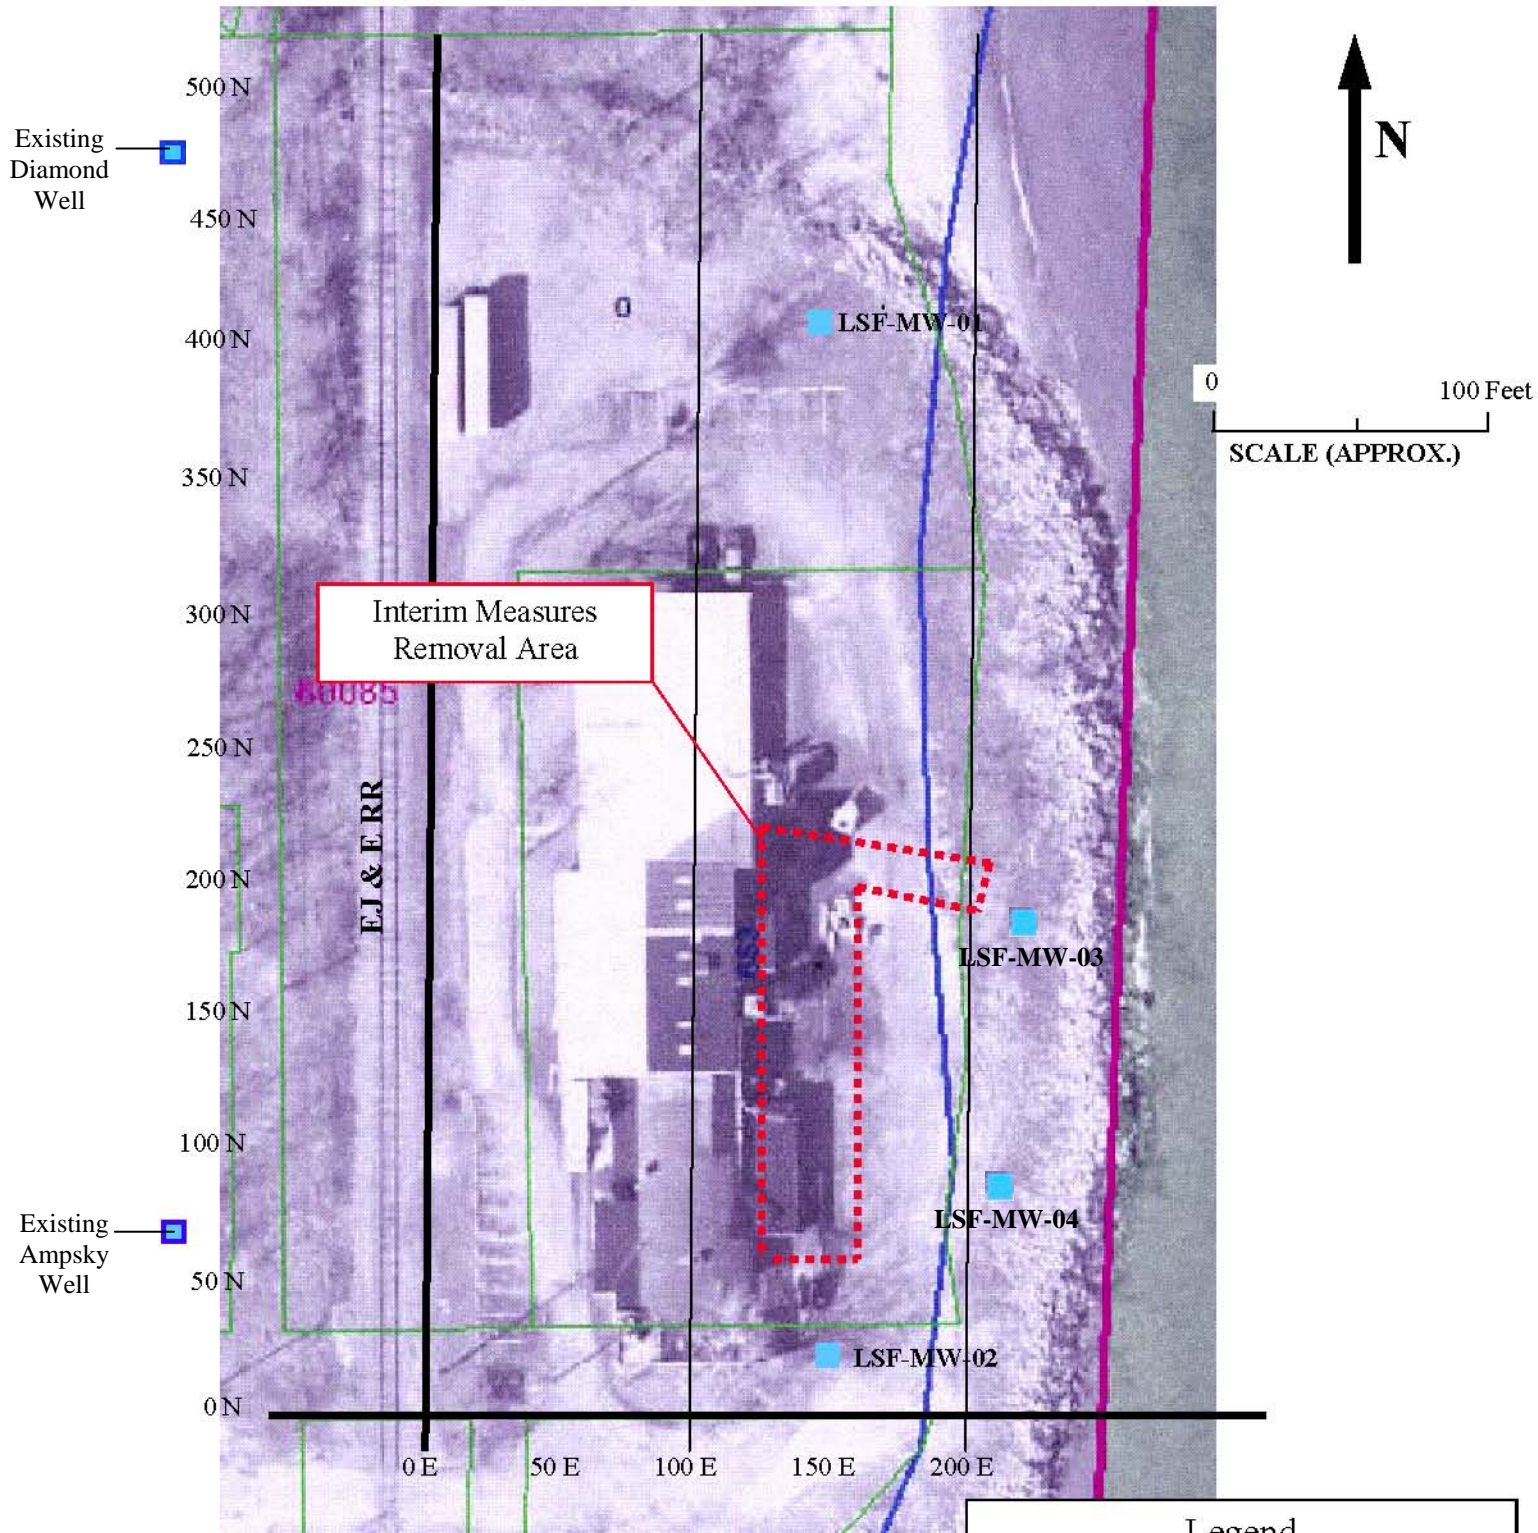 500 N
Existing
Diamond
Well
N
450 N
LSF-MW-01
400 N
0
100 Feet
SCALE (APPROX.)
350 N
300 N
Interim Measures
Removal Area
60085
250 N
EJ & E RR
200 N
LSF-MW-03
150 N
100 N
LSF-MW-04
Existing
Ampsky
Well
50 N
LSF-MW-02
0 N
0 E
50 E
100 E
150 E
200 E
Legend